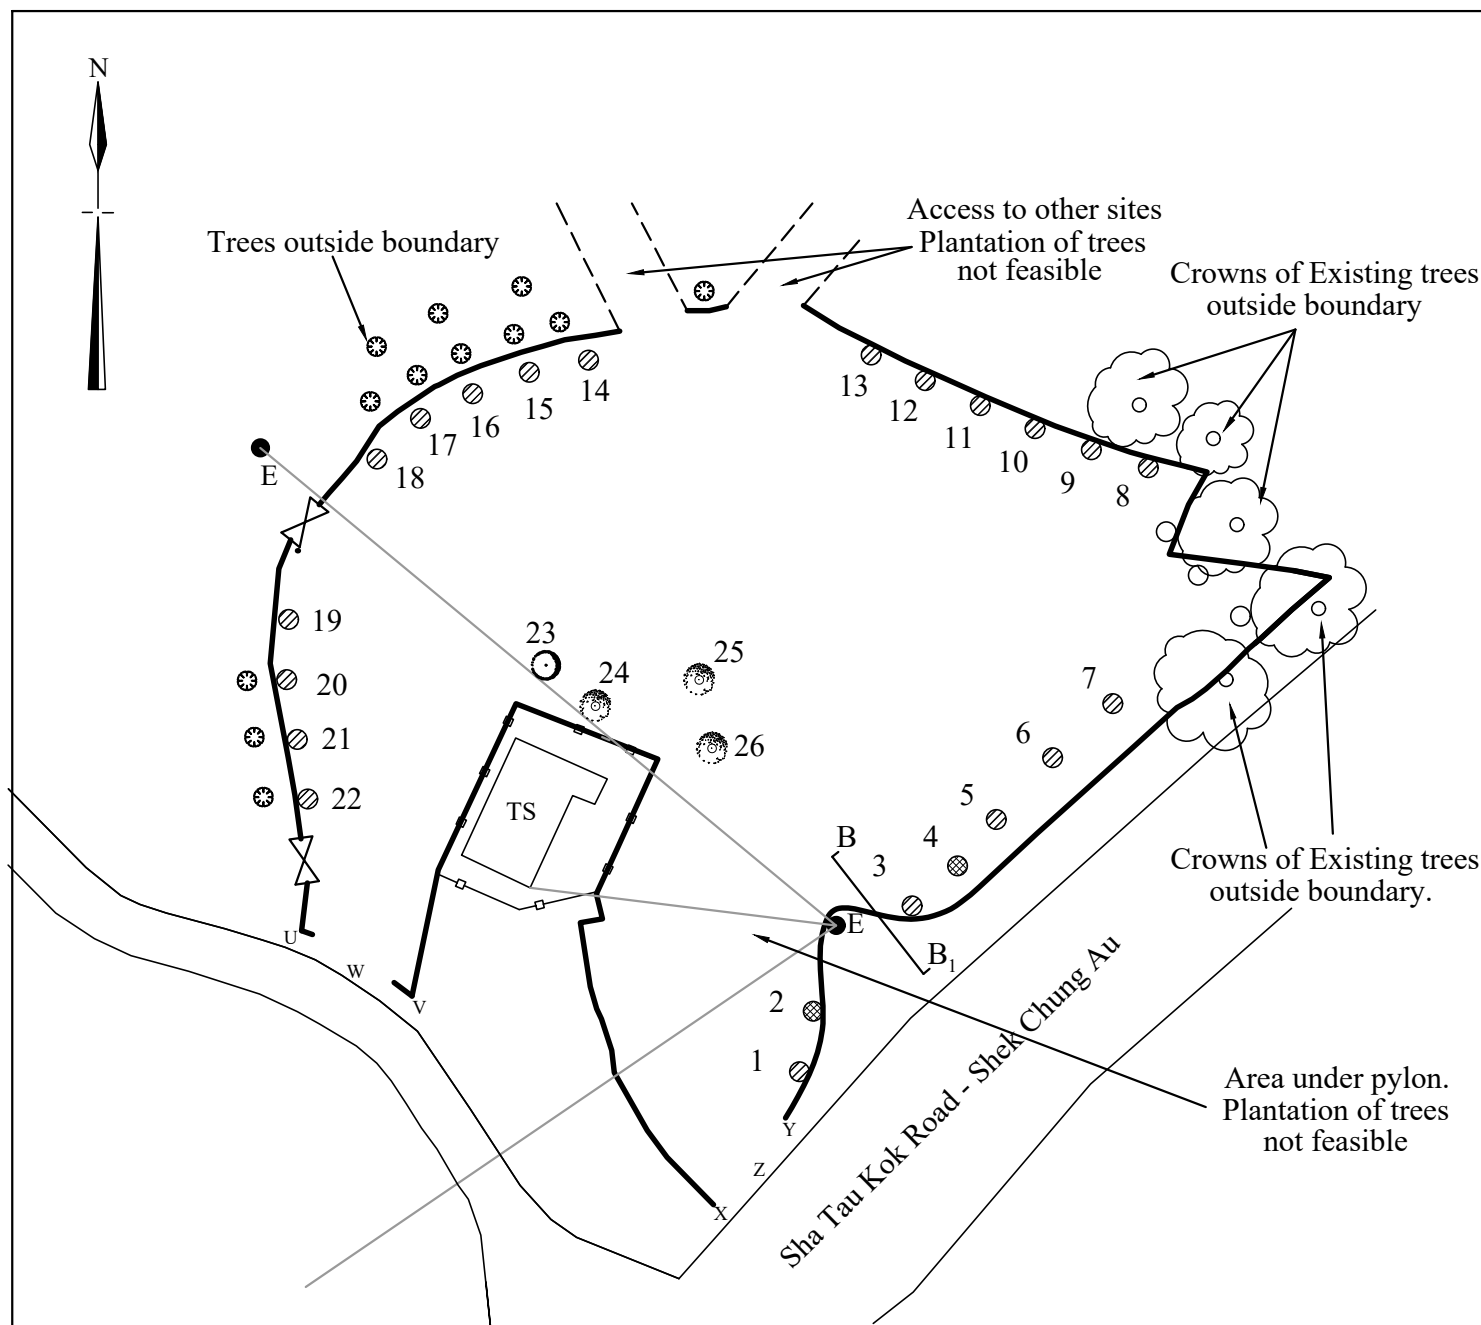 N
Access to other sites
Plantation of trees
not feasible
Trees outside boundary
Crowns of Existing trees
outside boundary
13
14
12
15
16
11
17
10
18
9
8
E
19
23
25
20
24
7
21
26
6
22
TS
5
4
B
3
Crowns of Existing trees
outside boundary.
E
U
B1
W
V
2
1
Sha Tau Kok Road - Shek Chung Au
Area under pylon.
Plantation of trees
not feasible
Y
Z
X